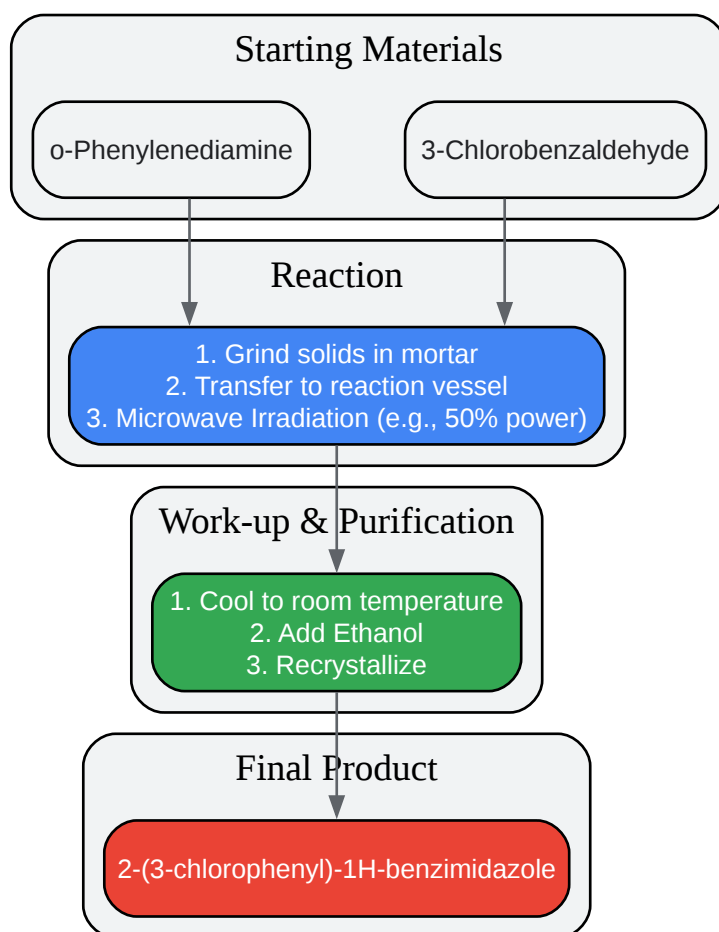 Starting Materials
o-Phenylenediamine
3-Chlorobenzaldehyde
Reaction
1. Grind solids in mortar
2. Transfer to reaction vessel
3. Microwave Irradiation (e.g., 50% power)
Work-up & Purification
1. Cool to room temperature
2. Add Ethanol
3. Recrystallize
Final Product
2-(3-chlorophenyl)-1H-benzimidazole